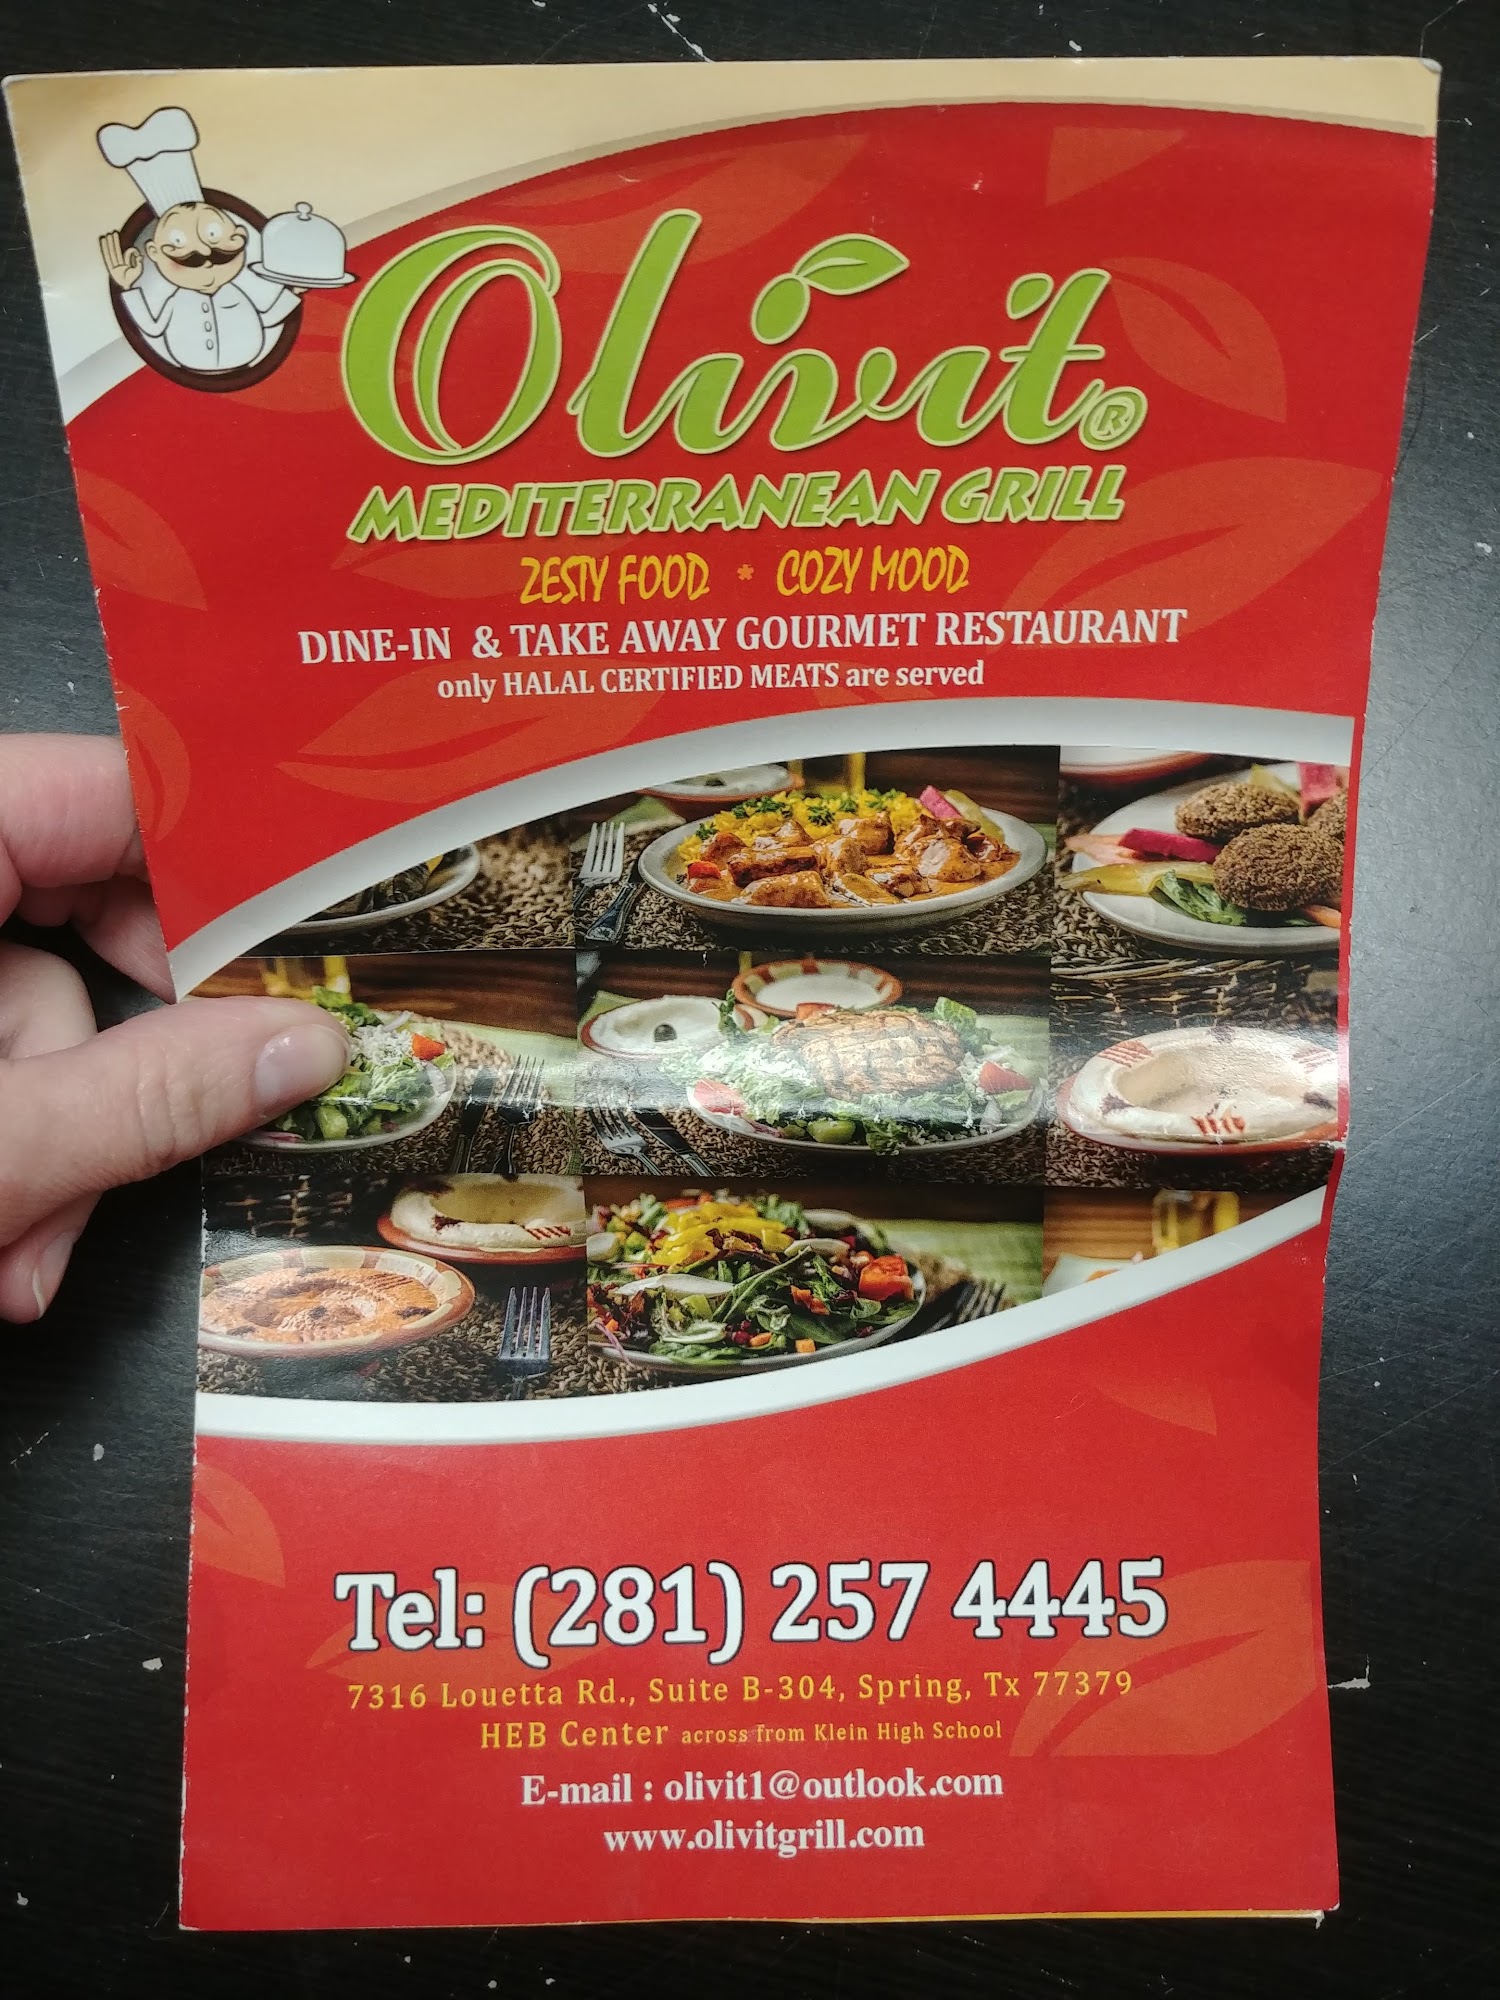 Olivit®
MEDITERRANEAN GRILL
ZESTY FOOD * COZY MOOD
DINE-IN & TAKE AWAY GOURMET RESTAURANT
only HALAL CERTIFIED MEATS are served
Tel: (281) 257 4445
7316 Louetta Rd., Suite B-304, Spring, Tx 77379
HEB Center across from Klein High School
E-mail : olivit1@outlook.com
www.olivitgrill.com